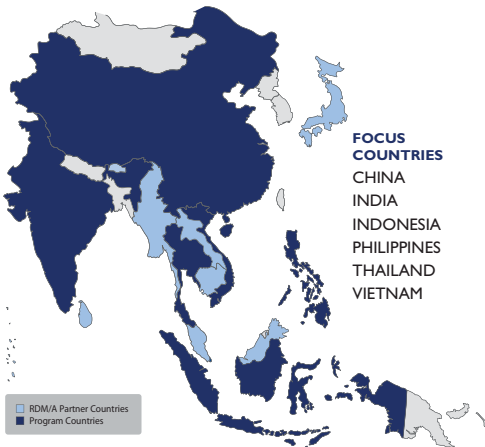 FOCUS
COUNTRIES
CHINA
INDIA
INDONESIA
PHILIPPINES
THAILAND
VIETNAM
RDM/A Partner Countries
Program Countries